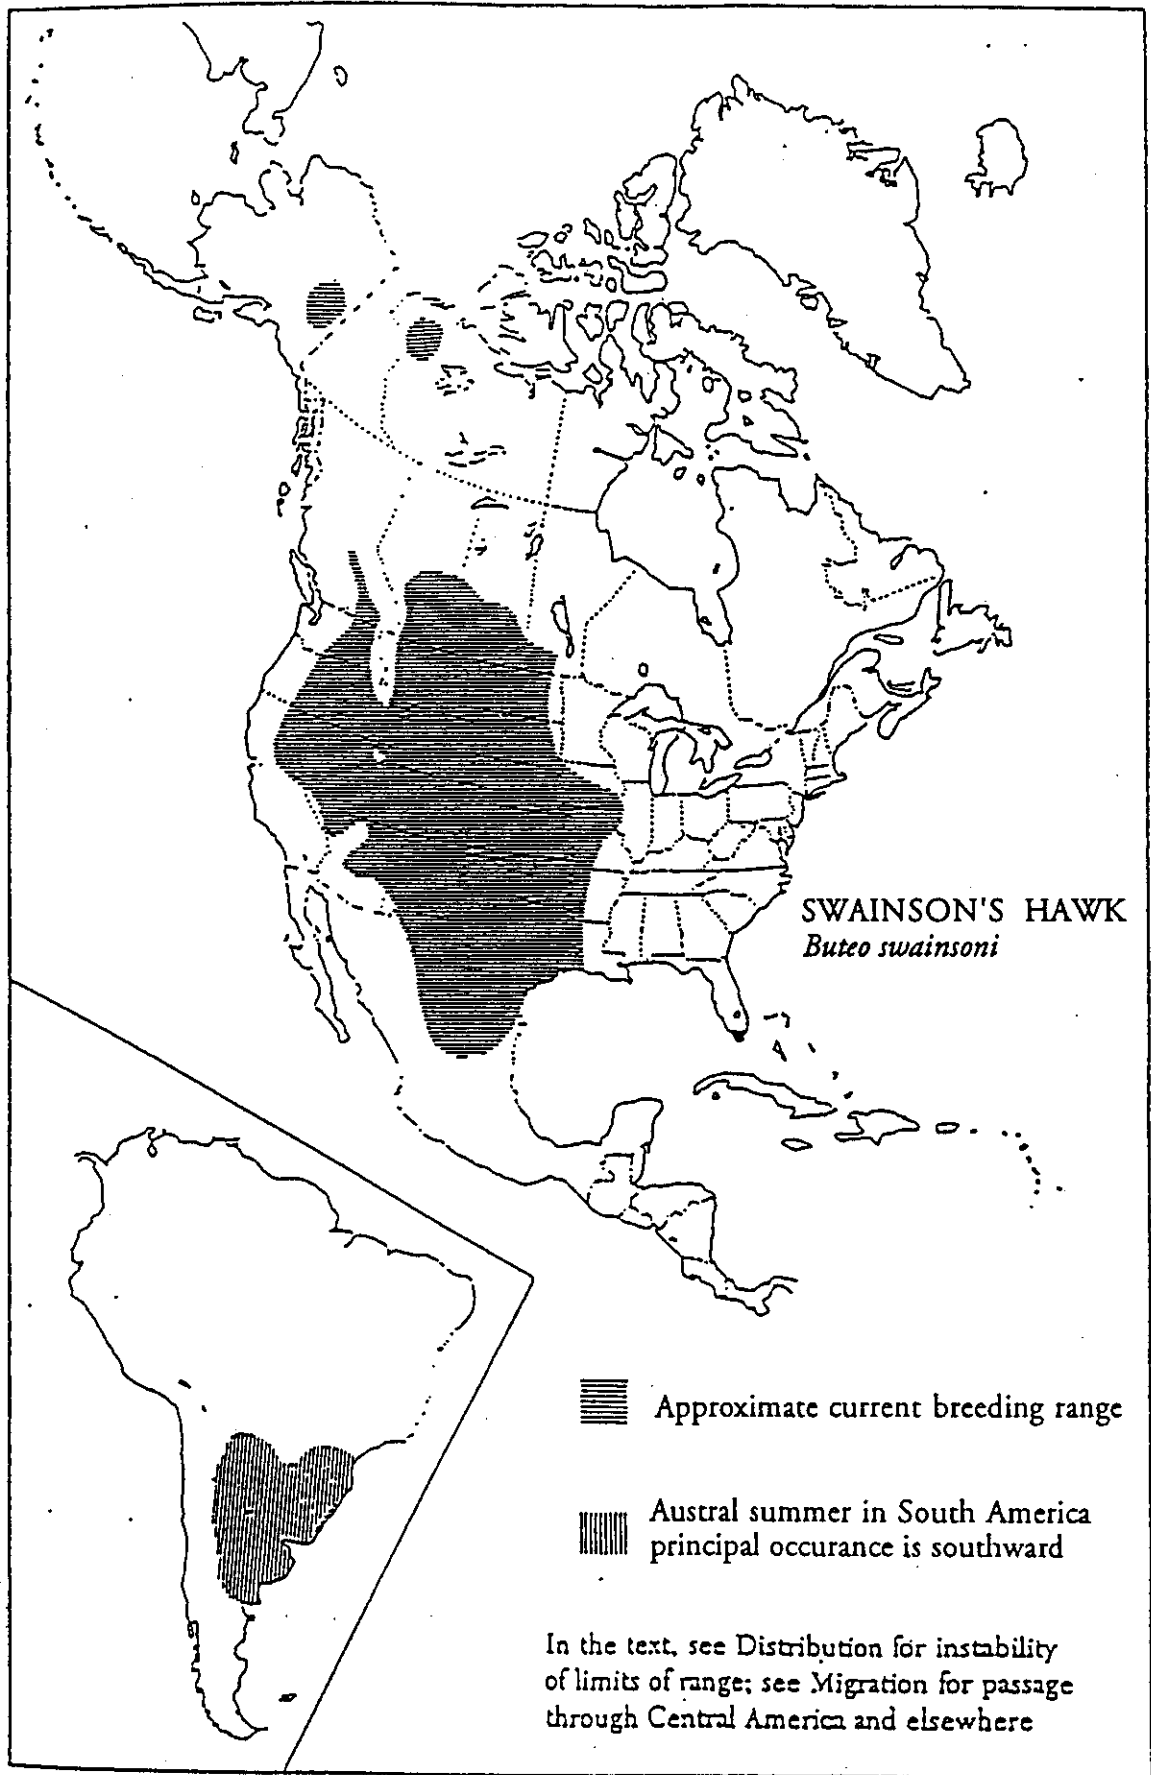 SWAINSON'S HAWK
Buteo swainsoni
Approximate current breeding range
Austral summer in South America
principal occurance is southward
In the text, see Distribution for instability
of limits of range; see Migration for passage
through Central America and elsewhere